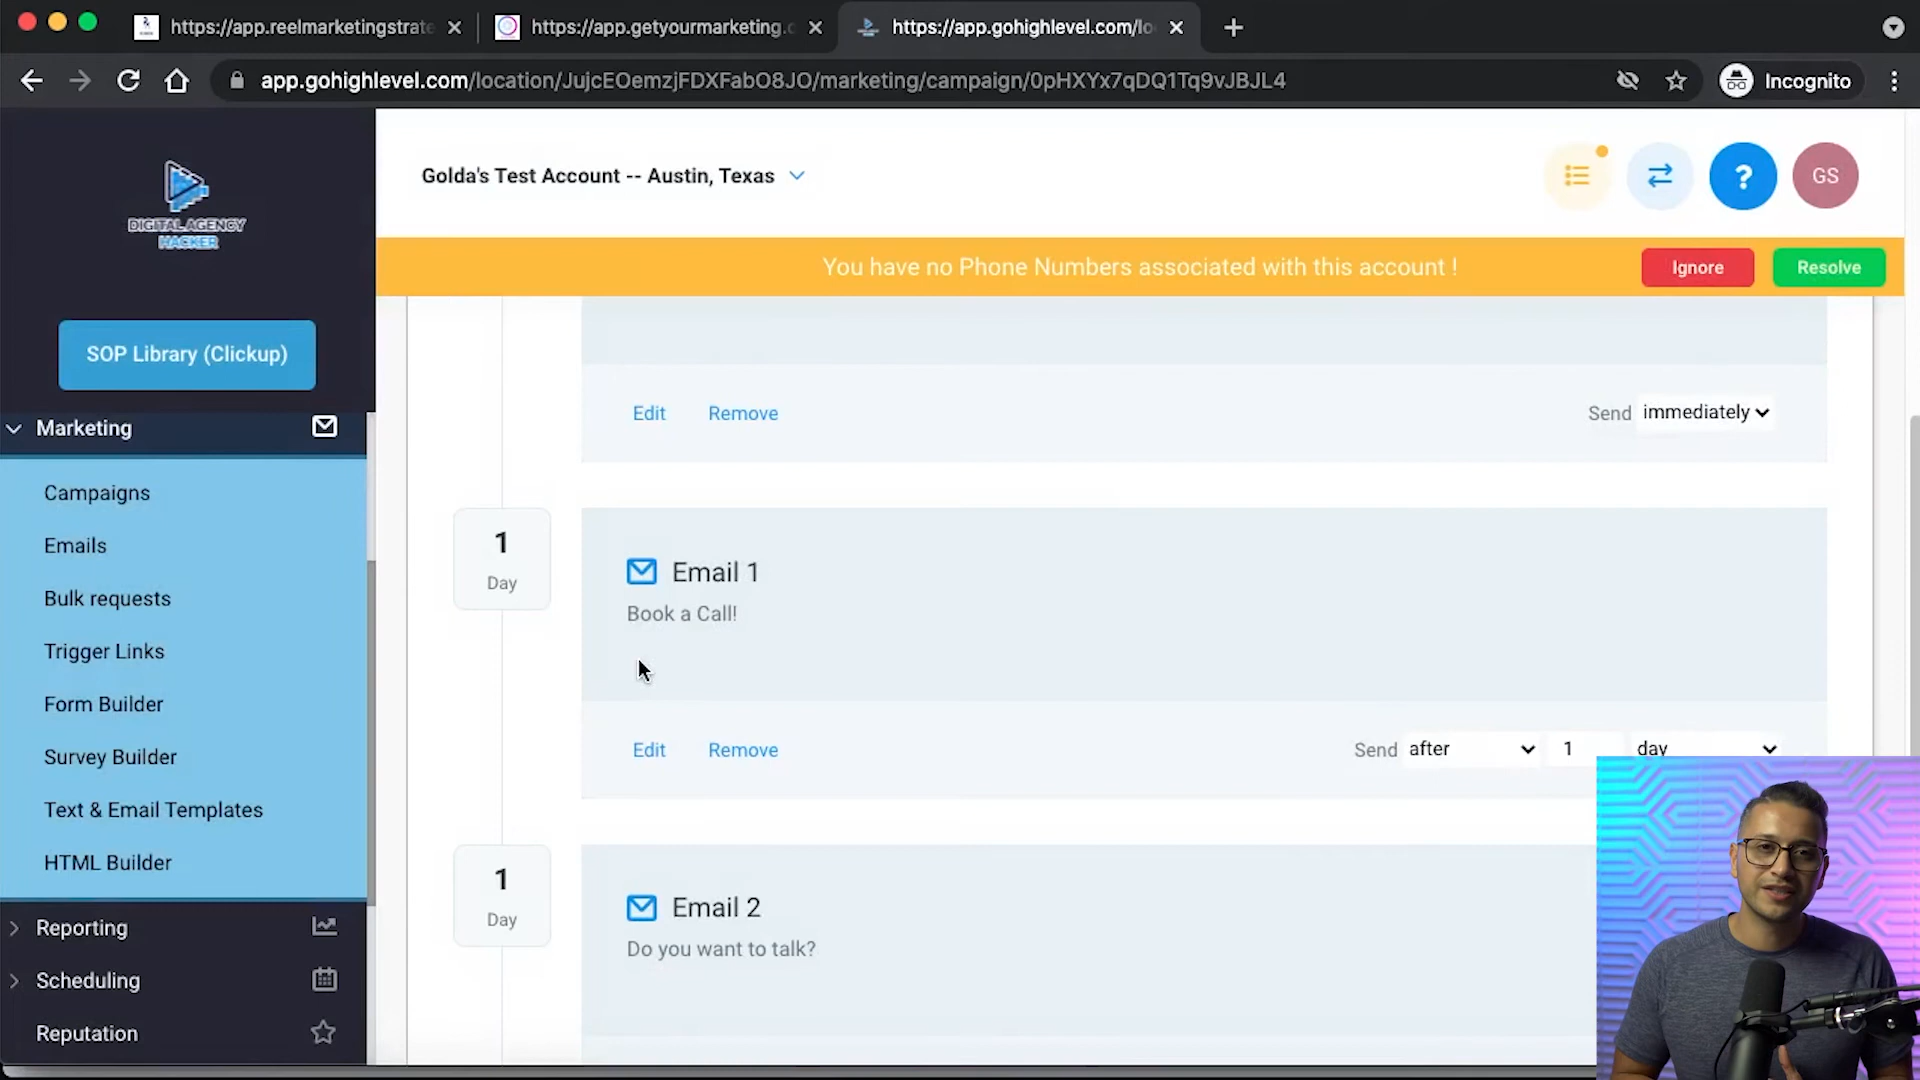 https://app.reelmarketingstrate
https://app.getyourmarketing.c
https://app.gohighlevel.com/lo
app.gohighlevel.com/location/JujcEOemzjFDXFabO8JO/marketing/campaign/0pHXYx7qDQ1Tq9vJBJL4
Incognito
DIGITAL AGENCY
HACKER
Golda's Test Account -- Austin, Texas
?
GS
You have no Phone Numbers associated with this account !
Ignore
Resolve
SOP Library (Clickup)
Marketing
Campaigns
Emails
Bulk requests
Trigger Links
Form Builder
Survey Builder
Text & Email Templates
HTML Builder
Reporting
Scheduling
Reputation
Edit
Remove
Send immediately
1
Day
Email 1
Book a Call!
Edit
Remove
Send after 1 day
1
Day
Email 2
Do you want to talk?